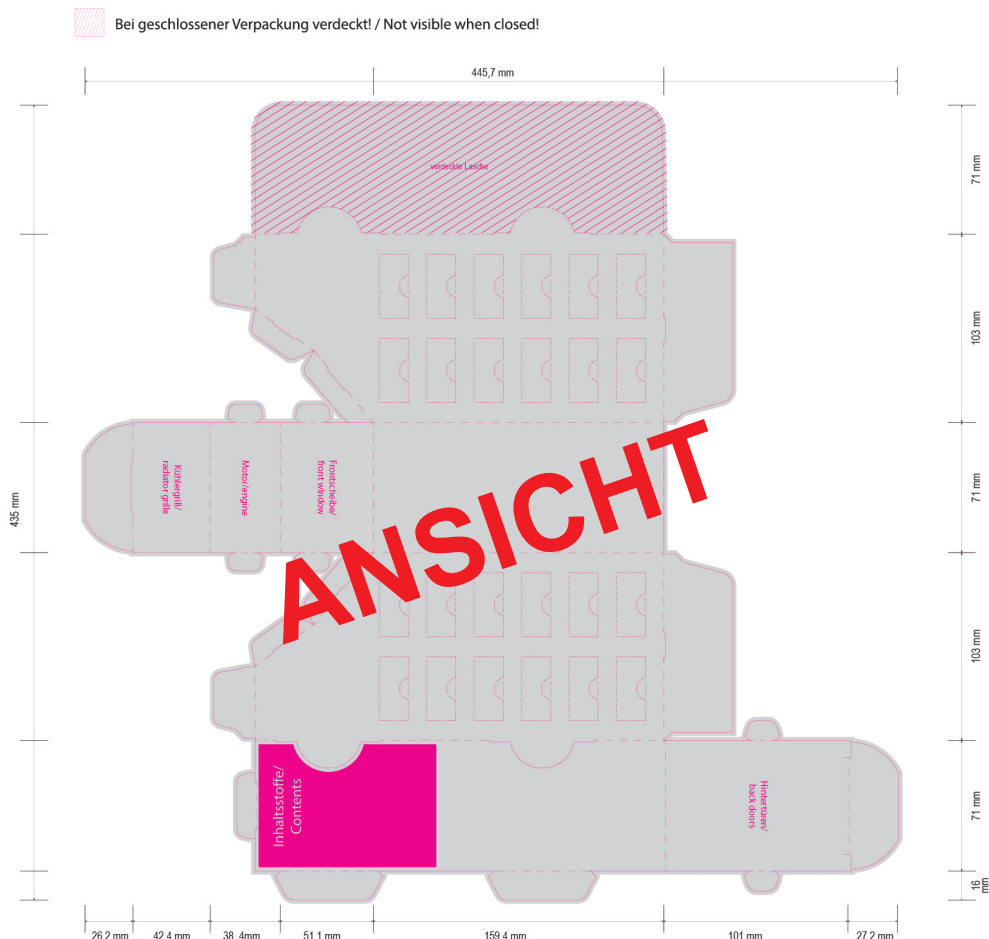 Bei geschlossener Verpackung verdeckt! / Not visible when closed!
445,7 mm
verdeckte Lasche
71 mm
103 mm
Kühlergrill/
radiator grille
Motor/engine
Frontscheibe/
front window
71 mm
435 mm
ANSICHT
103 mm
Inhaltsstoffe/
Contents
Hintertüren/
back doors
71 mm
16
mm
26,2 mm
42,4 mm
38, 4mm
51,1 mm
159,4 mm
101 mm
27,2 mm